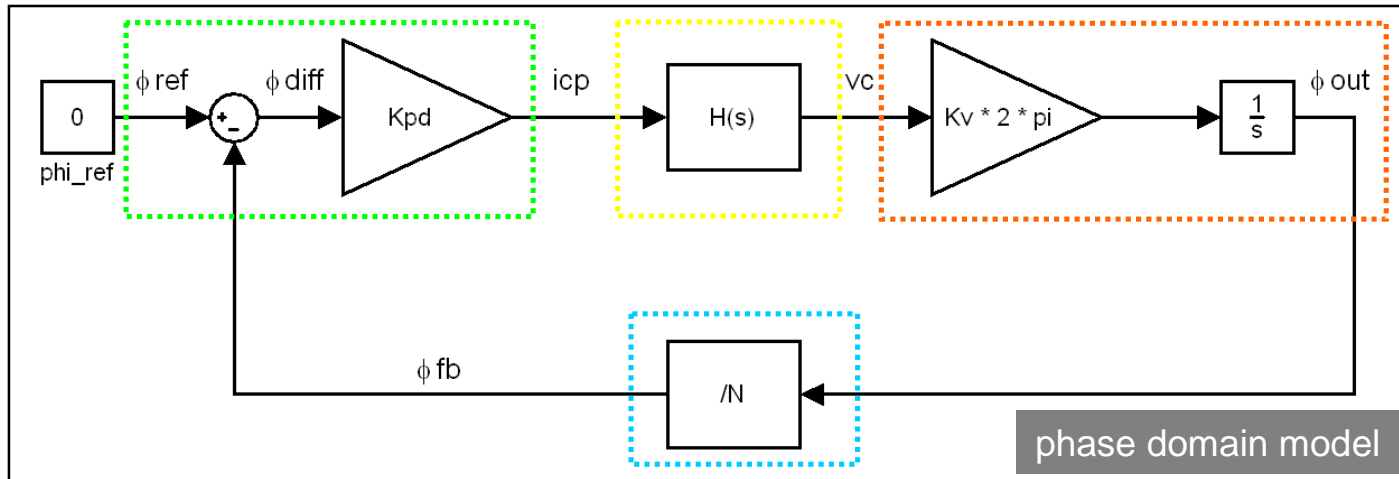 ϕ ref
ϕ diff
icp
vc
ϕ out
0
+
-
Kpd
H(s)
Kv * 2 * pi
1
s
phi_ref
ϕ fb
/N
phase domain model